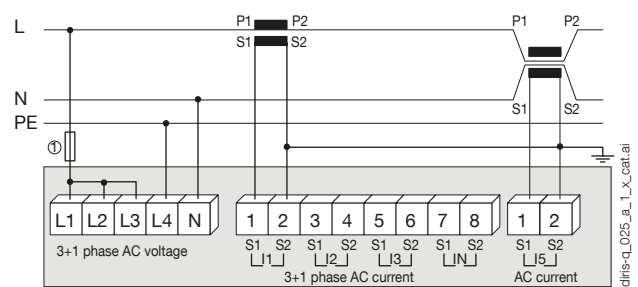 L P1 P2 P1 P2
S1 S2
N
S1 S2
PE
①
L1 L2 L3 L4 N 1 2 3 4 5 6 7 8 1 2
S1 S2 S1 S2 S1 S2 S1 S2 S1 S2
I1 I2 I3 IN I5
3+1 phase AC voltage
3+1 phase AC current
AC current
diris-q_025_a_1_x_cat.ai